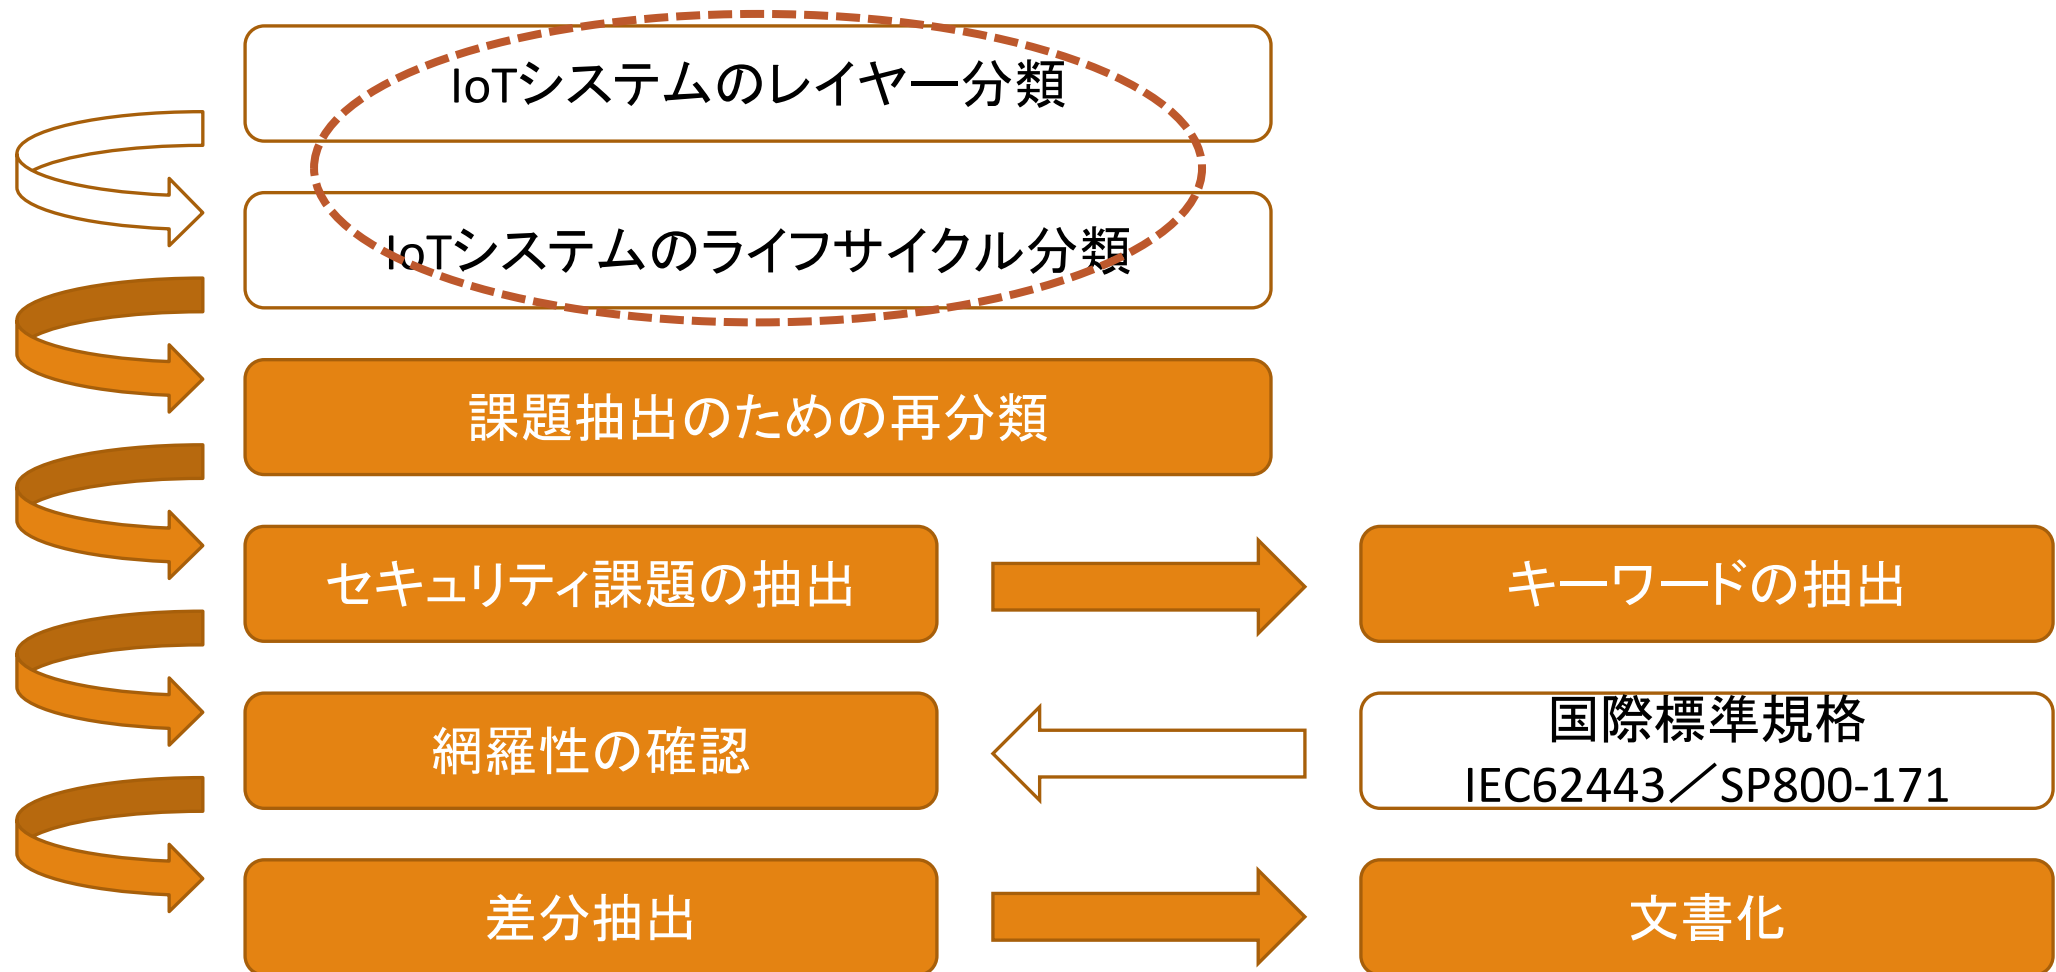 IoTシステムのレイヤー分類
IoTシステムのライフサイクル分類
課題抽出のための再分類
セキュリティ課題の抽出
キーワードの抽出
網羅性の確認
国際標準規格
IEC62443／SP800-171
差分抽出
文書化